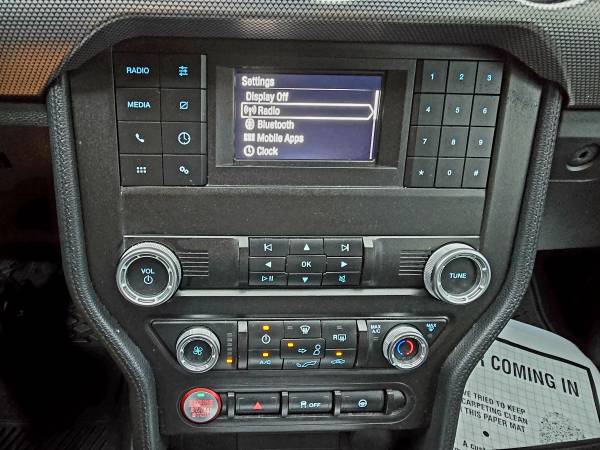 RADIO
MEDIA
Settings
Display Off
Radio
Bluetooth
Mobile Apps
Clock
1 2 3
4 5 6
7 8 9
* 0 #
VOL
OK
TUNE
MAX
A/C
MAX
R
A/C
OFF
COMING IN
WE TRIED TO KEEP
CARPETING CLEAN
THIS PAPER MAT